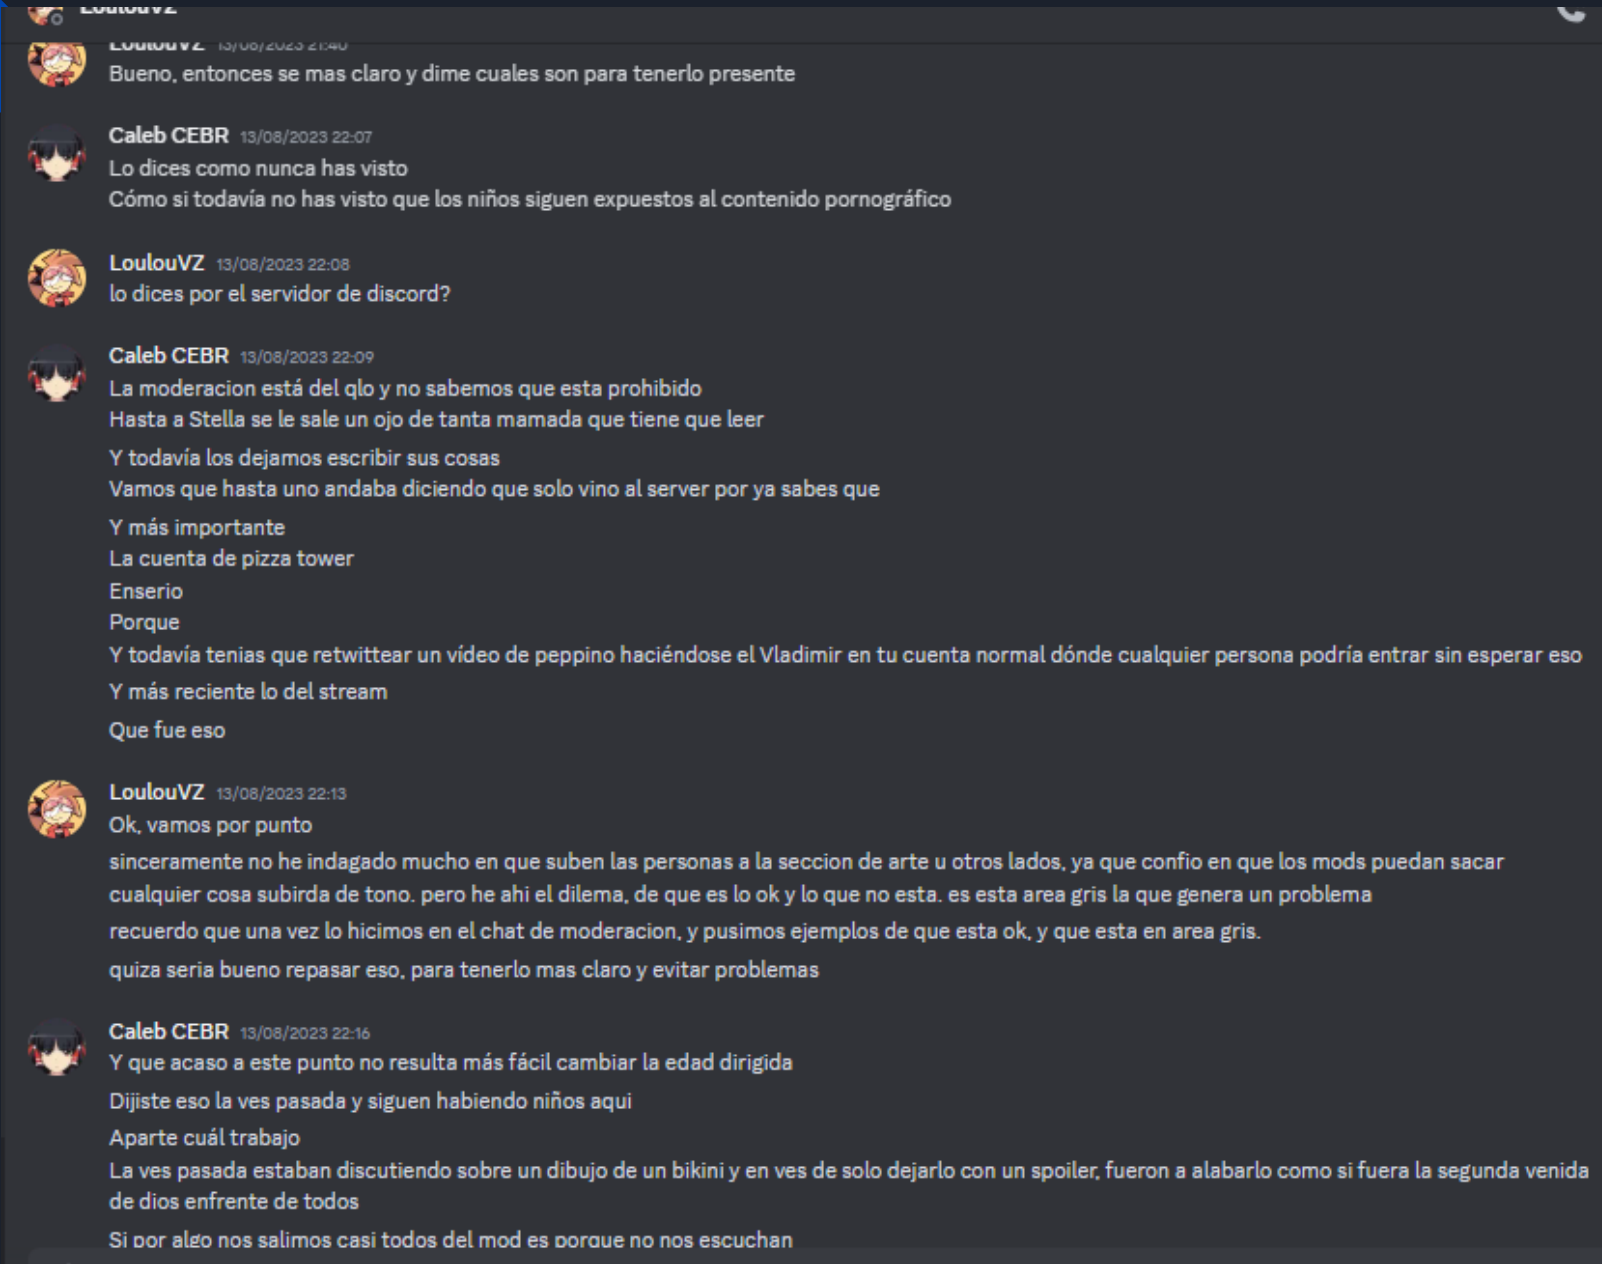 LoulouVZ
LoulouVZ 13/08/2023 21:40
Bueno, entonces se mas claro y dime cuales son para tenerlo presente
Caleb CEBR 13/08/2023 22:07
Lo dices como nunca has visto
Cómo si todavía no has visto que los niños siguen expuestos al contenido pornográfico
LoulouVZ 13/08/2023 22:08
lo dices por el servidor de discord?
Caleb CEBR 13/08/2023 22:09
La moderacion está del qlo y no sabemos que esta prohibido
Hasta a Stella se le sale un ojo de tanta mamada que tiene que leer
Y todavía los dejamos escribir sus cosas
Vamos que hasta uno andaba diciendo que solo vino al server por ya sabes que
Y más importante
La cuenta de pizza tower
Enserio
Porque
Y todavía tenias que retwittear un vídeo de peppino haciéndose el Vladimir en tu cuenta normal dónde cualquier persona podría entrar sin esperar eso
Y más reciente lo del stream
Que fue eso
LoulouVZ 13/08/2023 22:13
Ok, vamos por punto
sinceramente no he indagado mucho en que suben las personas a la seccion de arte u otros lados, ya que confio en que los mods puedan sacar
cualquier cosa subirda de tono. pero he ahi el dilema, de que es lo ok y lo que no esta. es esta area gris la que genera un problema
recuerdo que una vez lo hicimos en el chat de moderacion, y pusimos ejemplos de que esta ok, y que esta en area gris.
quiza seria bueno repasar eso, para tenerlo mas claro y evitar problemas
Caleb CEBR 13/08/2023 22:16
Y que acaso a este punto no resulta más fácil cambiar la edad dirigida
Dijiste eso la ves pasada y siguen habiendo niños aqui
Aparte cuál trabajo
La ves pasada estaban discutiendo sobre un dibujo de un bikini y en ves de solo dejarlo con un spoiler, fueron a alabarlo como si fuera la segunda venida
de dios enfrente de todos
Si por algo nos salimos casi todos del mod es porque no nos escuchan